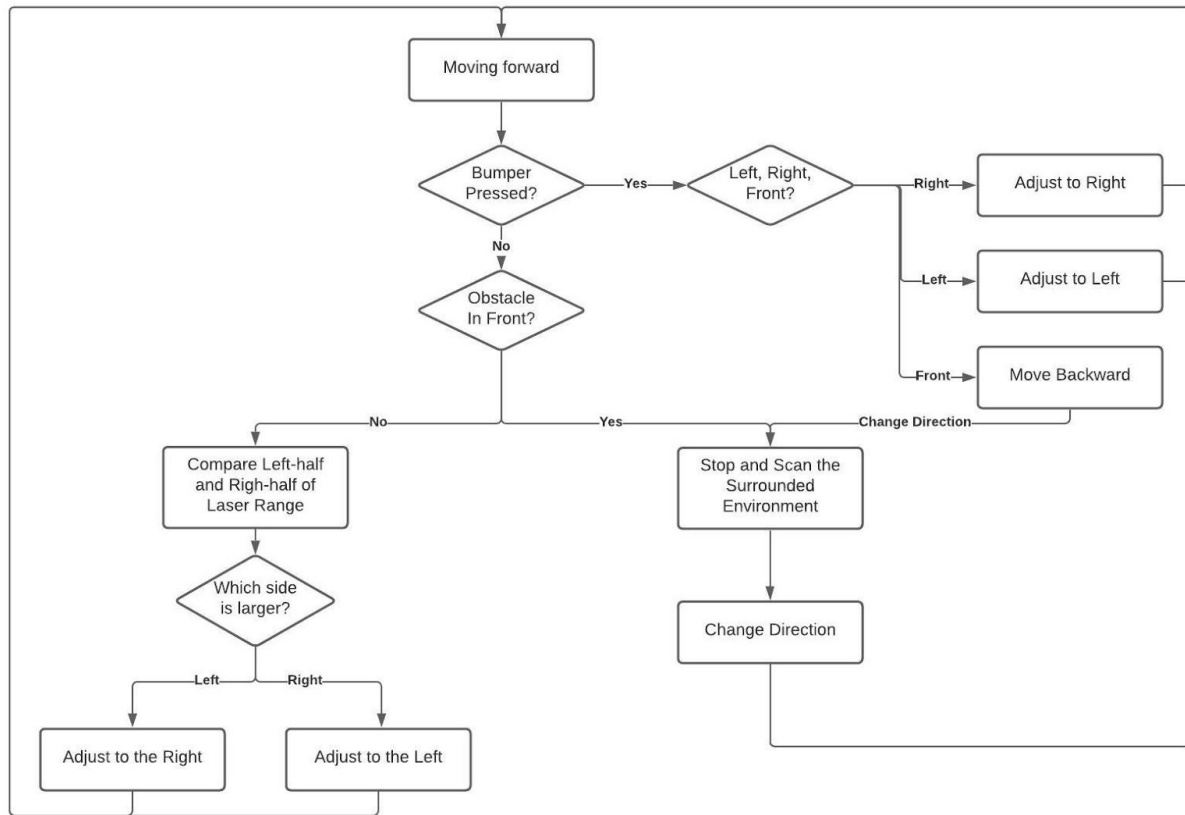 Moving forward
Bumper
Pressed?
Yes
Left, Right,
Front?
Right
Adjust to Right
No
Left
Adjust to Left
Obstacle
In Front?
Front
Move Backward
No
Yes
Change Direction
Compare Left-half
and Righ-half of
Laser Range
Stop and Scan the
Surrounded
Environment
Which side
is larger?
Change Direction
Left
Right
Adjust to the Right
Adjust to the Left